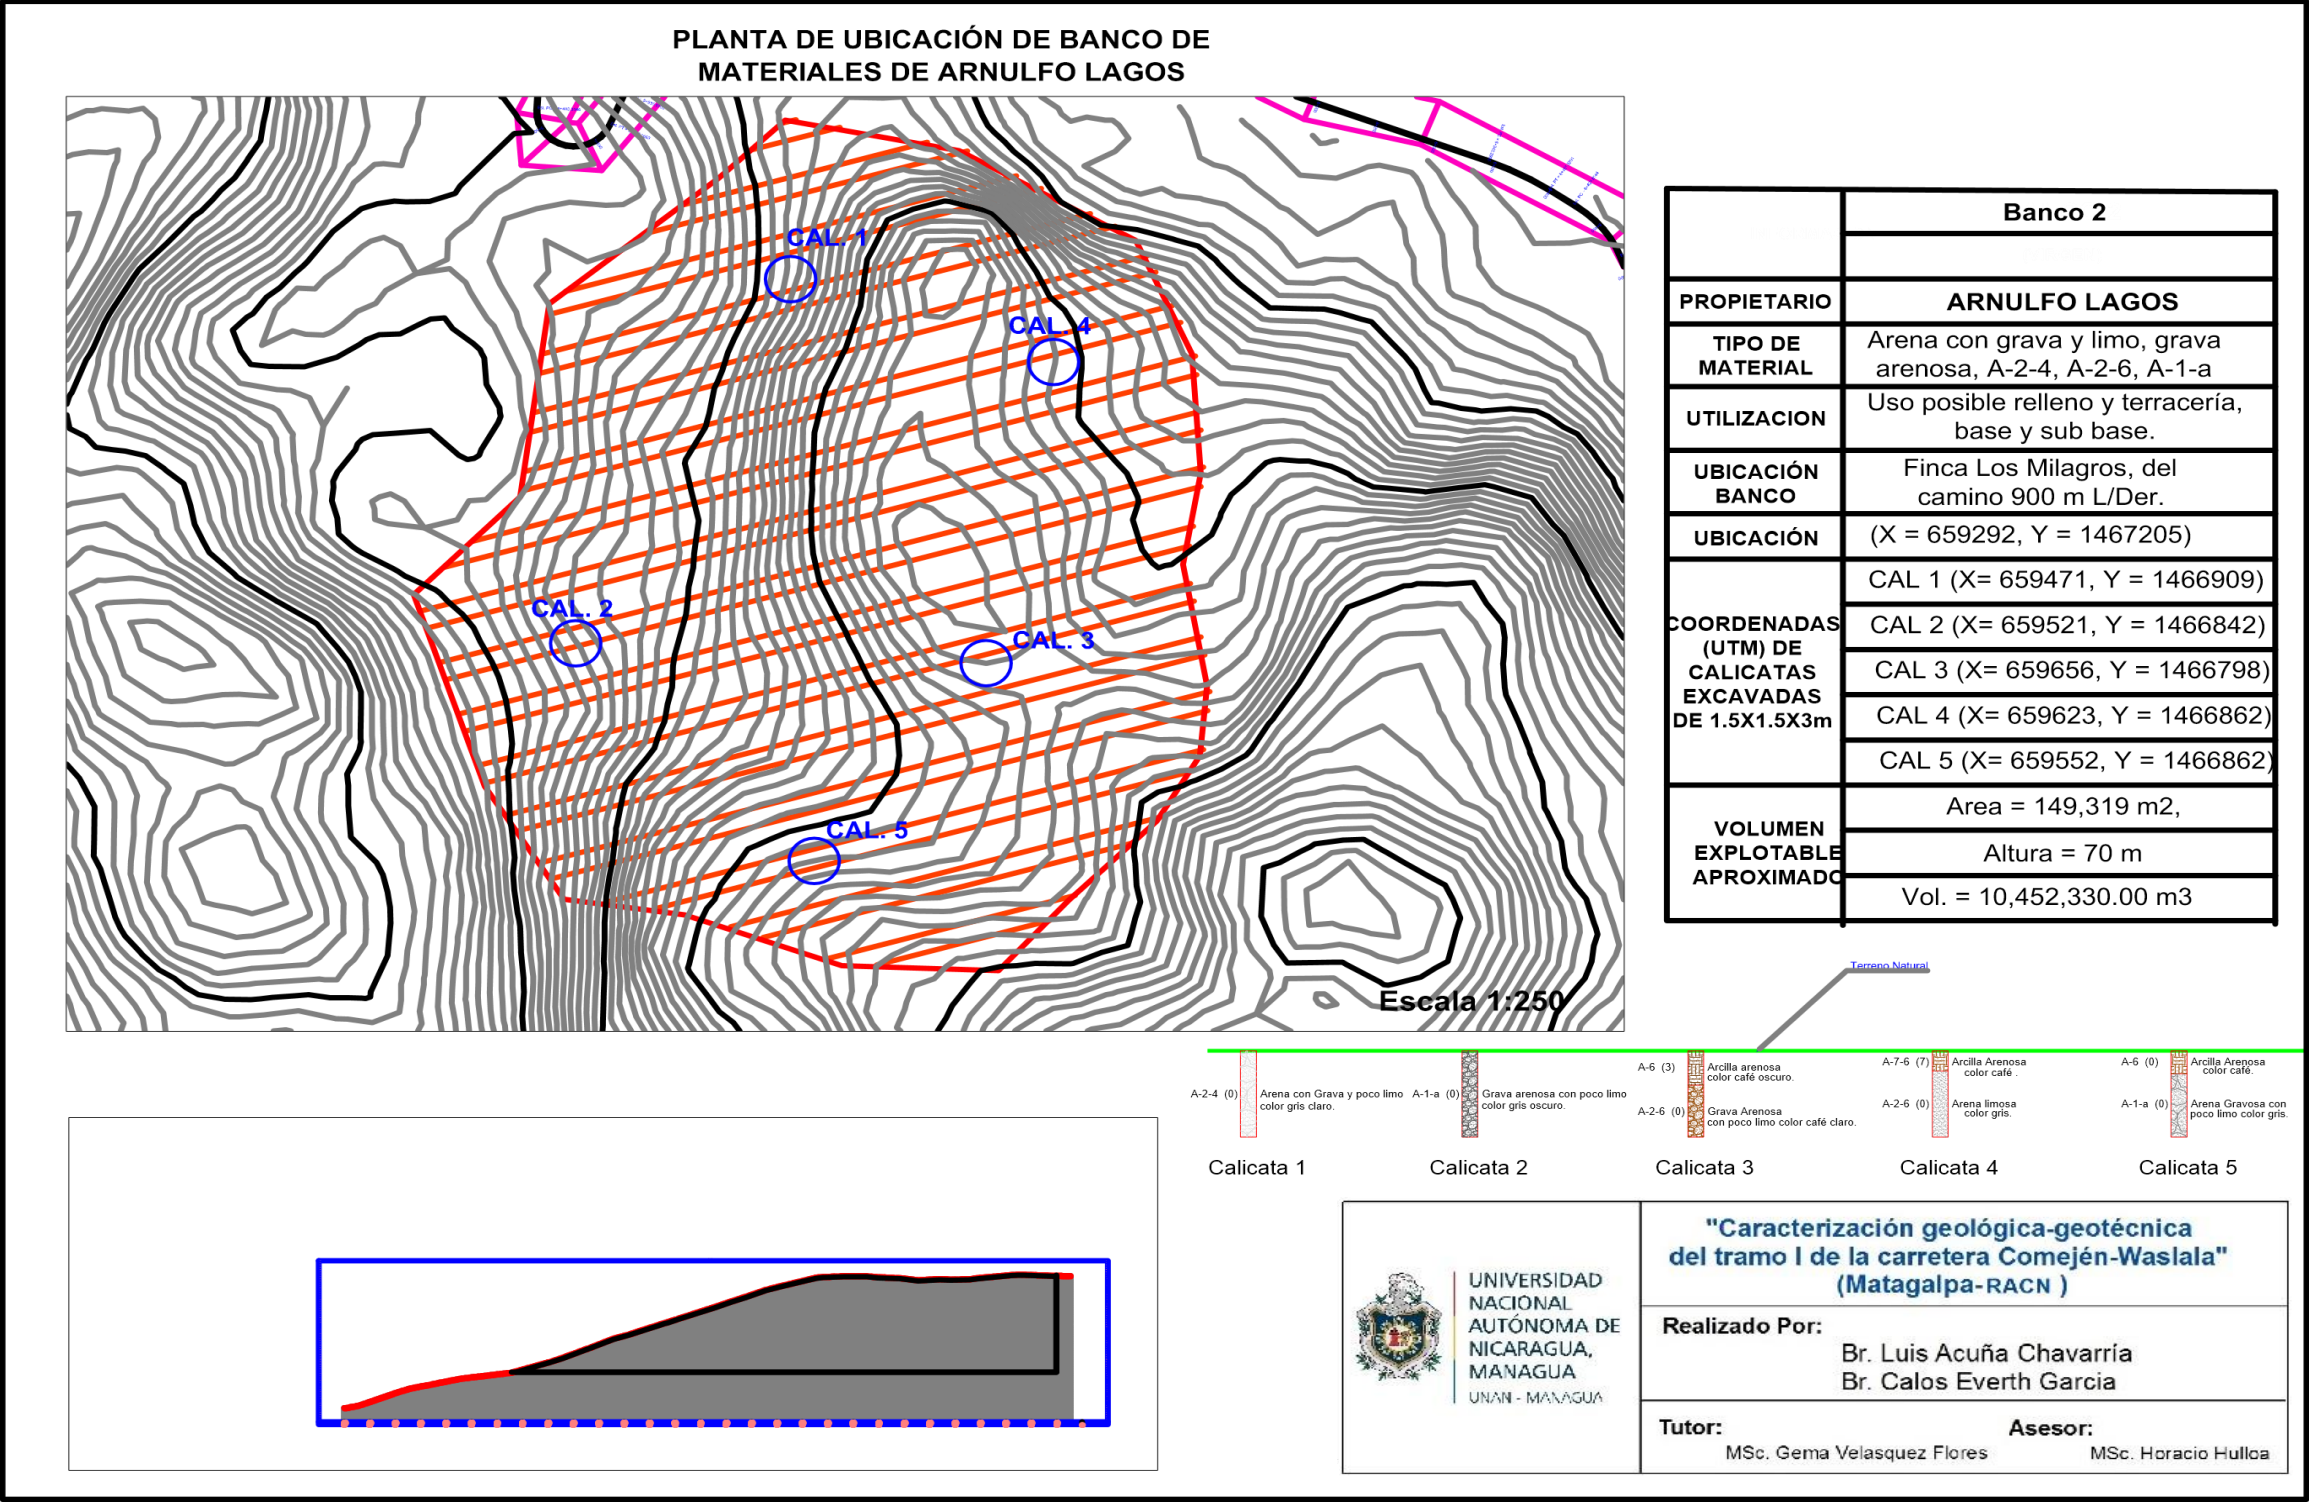 PLANTA DE UBICACIÓN DE BANCO DE
MATERIALES DE ARNULFO LAGOS
CAL. 1
CAL. 4
CAL. 2
CAL. 3
CAL. 5
Escala 1:250
Banco 2
PROPIETARIO
ARNULFO LAGOS
TIPO DE
MATERIAL
Arena con grava y limo, grava
arenosa, A-2-4, A-2-6, A-1-a
UTILIZACION
Uso posible relleno y terracería,
base y sub base.
UBICACIÓN
BANCO
Finca Los Milagros, del
camino 900 m L/Der.
UBICACIÓN
(X = 659292, Y = 1467205)
COORDENADAS
(UTM) DE
CALICATAS
EXCAVADAS
DE 1.5X1.5X3m
CAL 1 (X= 659471, Y = 1466909)
CAL 2 (X= 659521, Y = 1466842)
CAL 3 (X= 659656, Y = 1466798)
CAL 4 (X= 659623, Y = 1466862)
CAL 5 (X= 659552, Y = 1466862)
VOLUMEN
EXPLOTABLE
APROXIMADO
Area = 149,319 m2,
Altura = 70 m
Vol. = 10,452,330.00 m3
Terreno Natural
A-2-4 (0)
Arena con Grava y poco limo
color gris claro.
Calicata 1
A-1-a (0)
Grava arenosa con poco limo
color gris oscuro.
Calicata 2
A-6 (3)
Arcilla arenosa
color café oscuro.
A-2-6 (0)
Grava Arenosa
con poco limo color café claro.
Calicata 3
A-7-6 (7)
Arcilla Arenosa
color café .
A-2-6 (0)
Arena limosa
color gris.
Calicata 4
A-6 (0)
Arcilla Arenosa
color café.
A-1-a (0)
Arena Gravosa con
poco limo color gris.
Calicata 5
UNIVERSIDAD
NACIONAL
AUTÓNOMA DE
NICARAGUA,
MANAGUA
UNAN - MANAGUA
"Caracterización geológica-geotécnica
del tramo I de la carretera Comején-Waslala"
(Matagalpa-RACN )
Realizado Por:
Br. Luis Acuña Chavarría
Br. Calos Everth Garcia
Tutor:
MSc. Gema Velasquez Flores
Asesor:
MSc. Horacio Hulloa